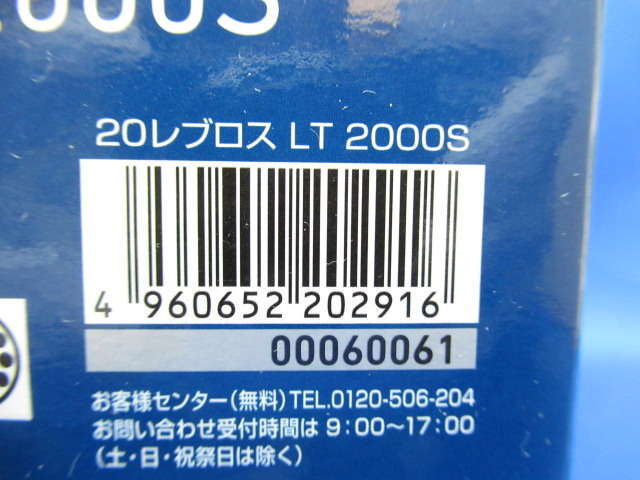 2000S
20レブロス LT 2000S
4 960652 202916
00060061
お客様センター(無料)TEL.0120-506-204
お問い合わせ受付時間は 9:00〜17:00
(土・日・祝祭日は除く)